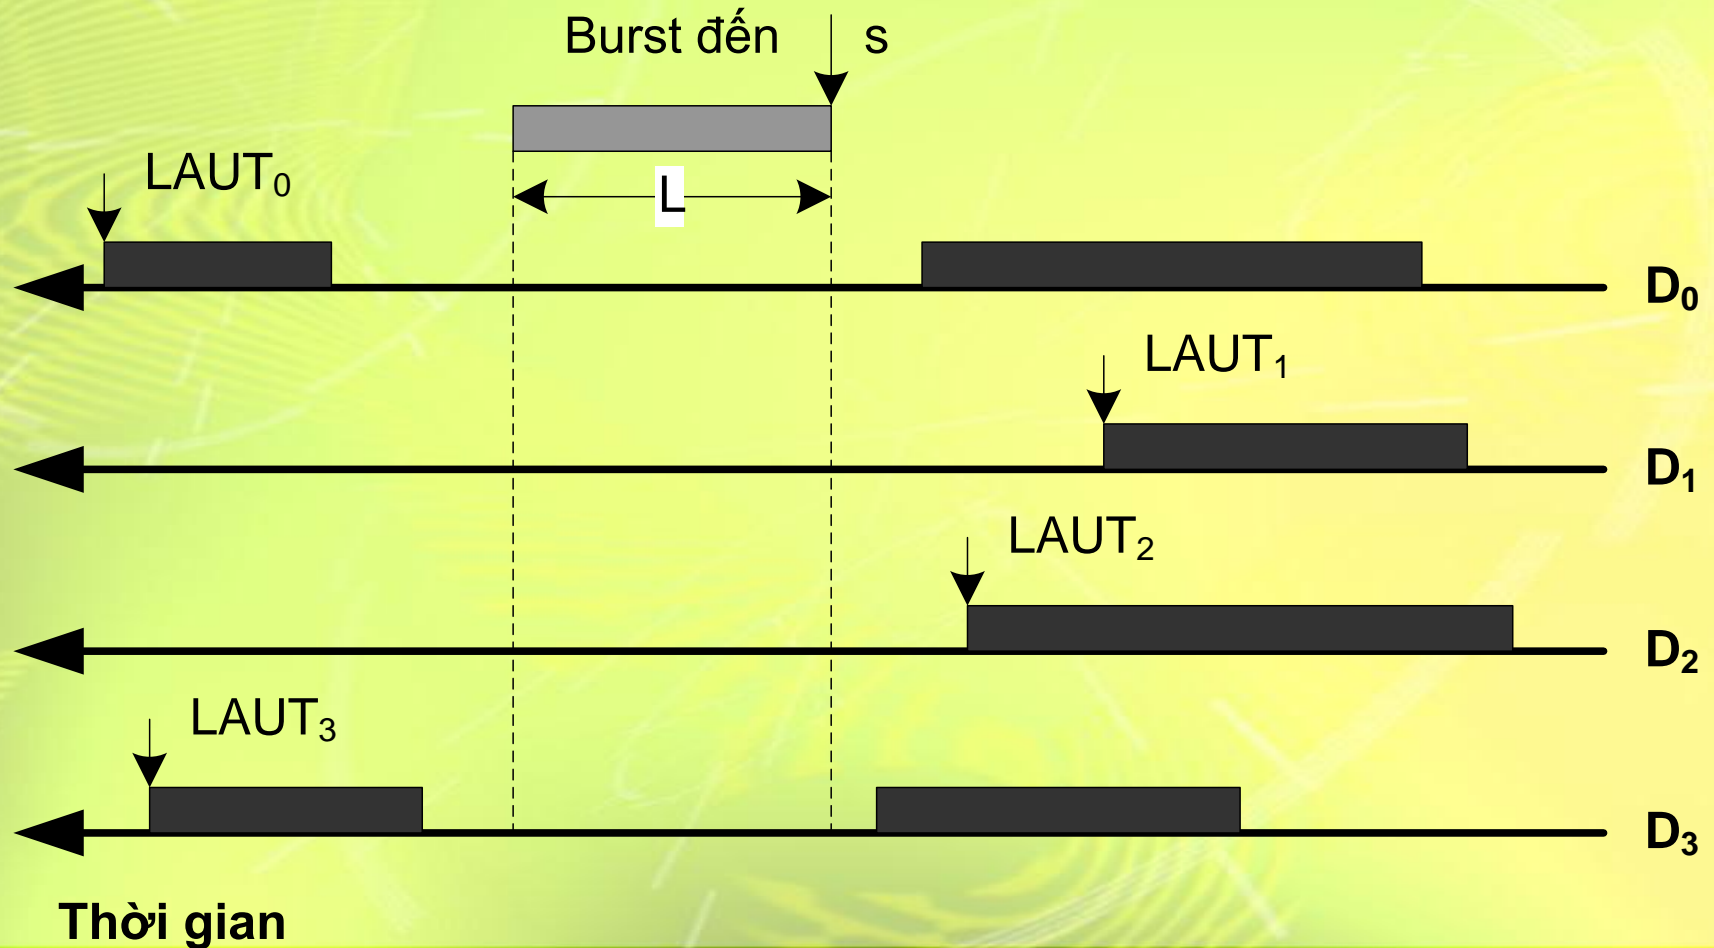 Burst đến s
LAUT₀
L
D₀
LAUT₁
D₁
LAUT₂
D₂
LAUT₃
D₃
Thời gian